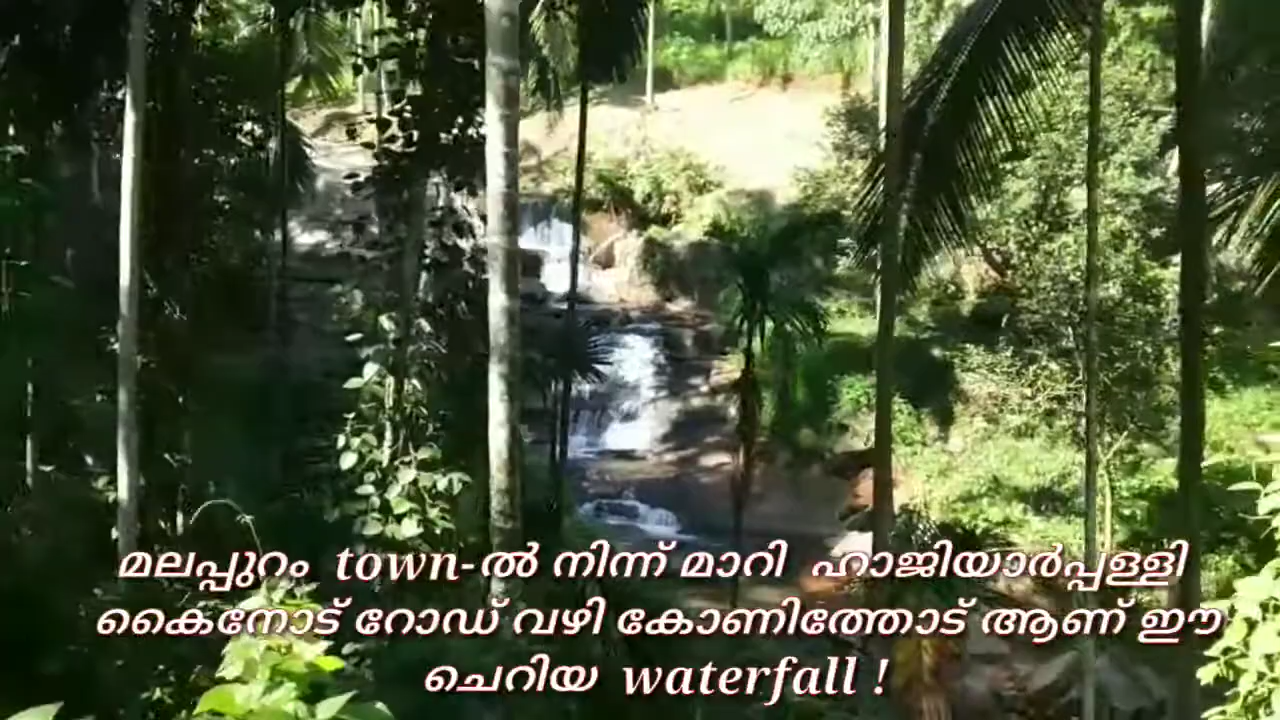 മലപ്പുറം town-ൽ നിന്ന് മാറി ഹാജിയാർപ്പള്ളി
കൈനോട് റോഡ് വഴി കോണിത്തോട് ആണ് ഈ
ചെറിയ waterfall !